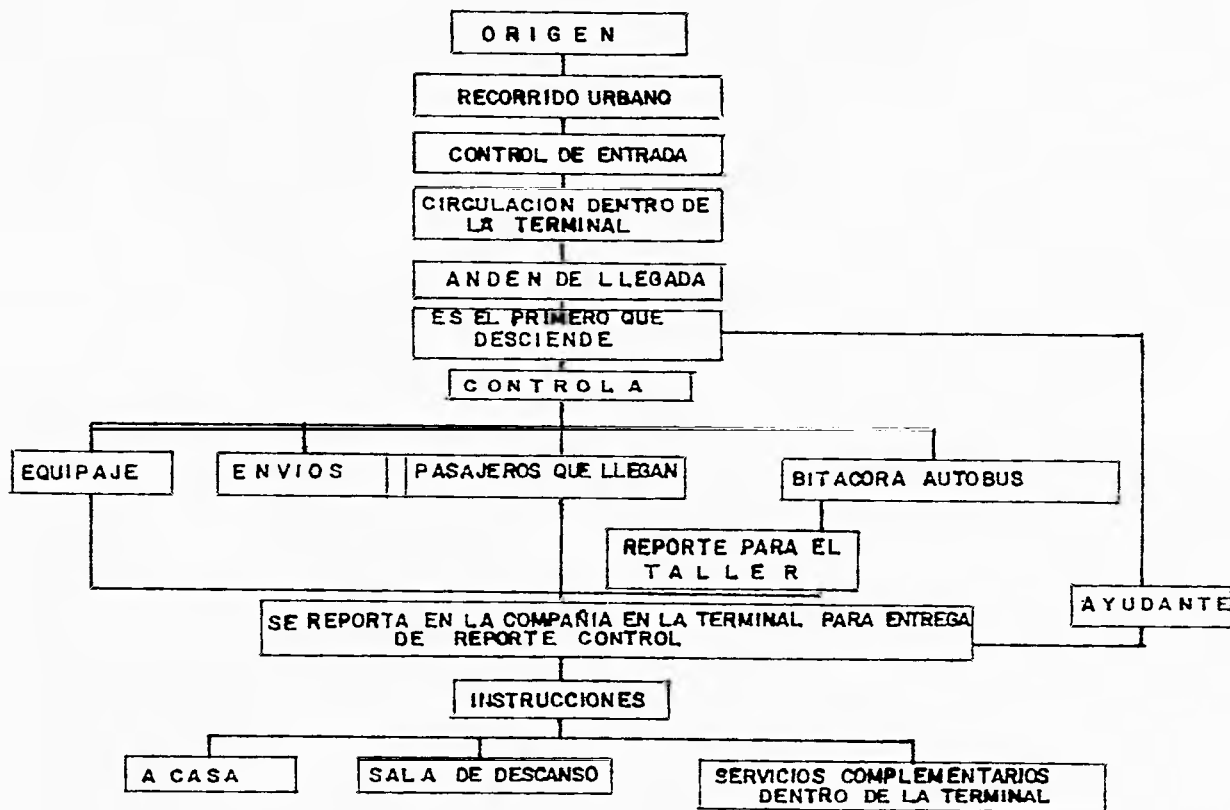 ORIGEN
RECORRIDO URBANO
CONTROL DE ENTRADA
CIRCULACION DENTRO DE
LA TERMINAL
ANDEN DE LLEGADA
ES EL PRIMERO QUE
DESCIENDE
CONTROLA
EQUIPAJE
ENVIOS
PASAJEROS QUE LLEGAN
BITACORA AUTOBUS
REPORTE PARA EL
TALLER
AYUDANTE
SE REPORTA EN LA COMPAÑIA EN LA TERMINAL PARA ENTREGA
DE REPORTE CONTROL
INSTRUCCIONES
A CASA
SALA DE DESCANSO
SERVICIOS COMPLEMENTARIOS
DENTRO DE LA TERMINAL